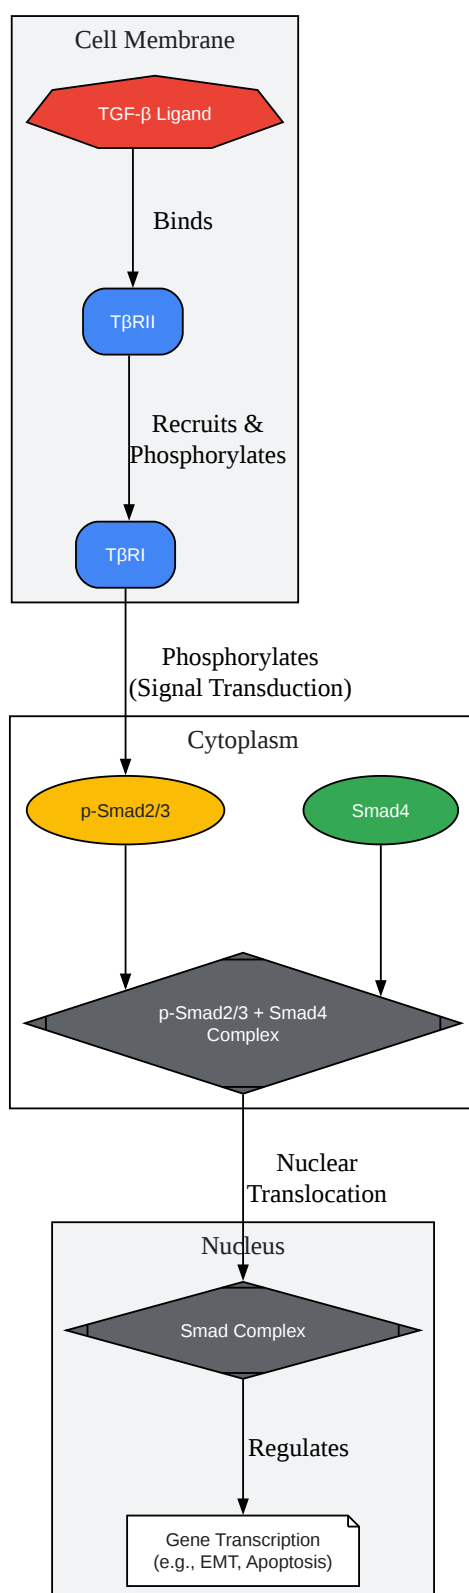 Cell Membrane
TGF-β Ligand
Binds
TβRII
Recruits &
Phosphorylates
TβRI
Phosphorylates
(Signal Transduction)
Cytoplasm
p-Smad2/3
Smad4
p-Smad2/3 + Smad4
Complex
Nuclear
Translocation
Nucleus
Smad Complex
Regulates
Gene Transcription
(e.g., EMT, Apoptosis)